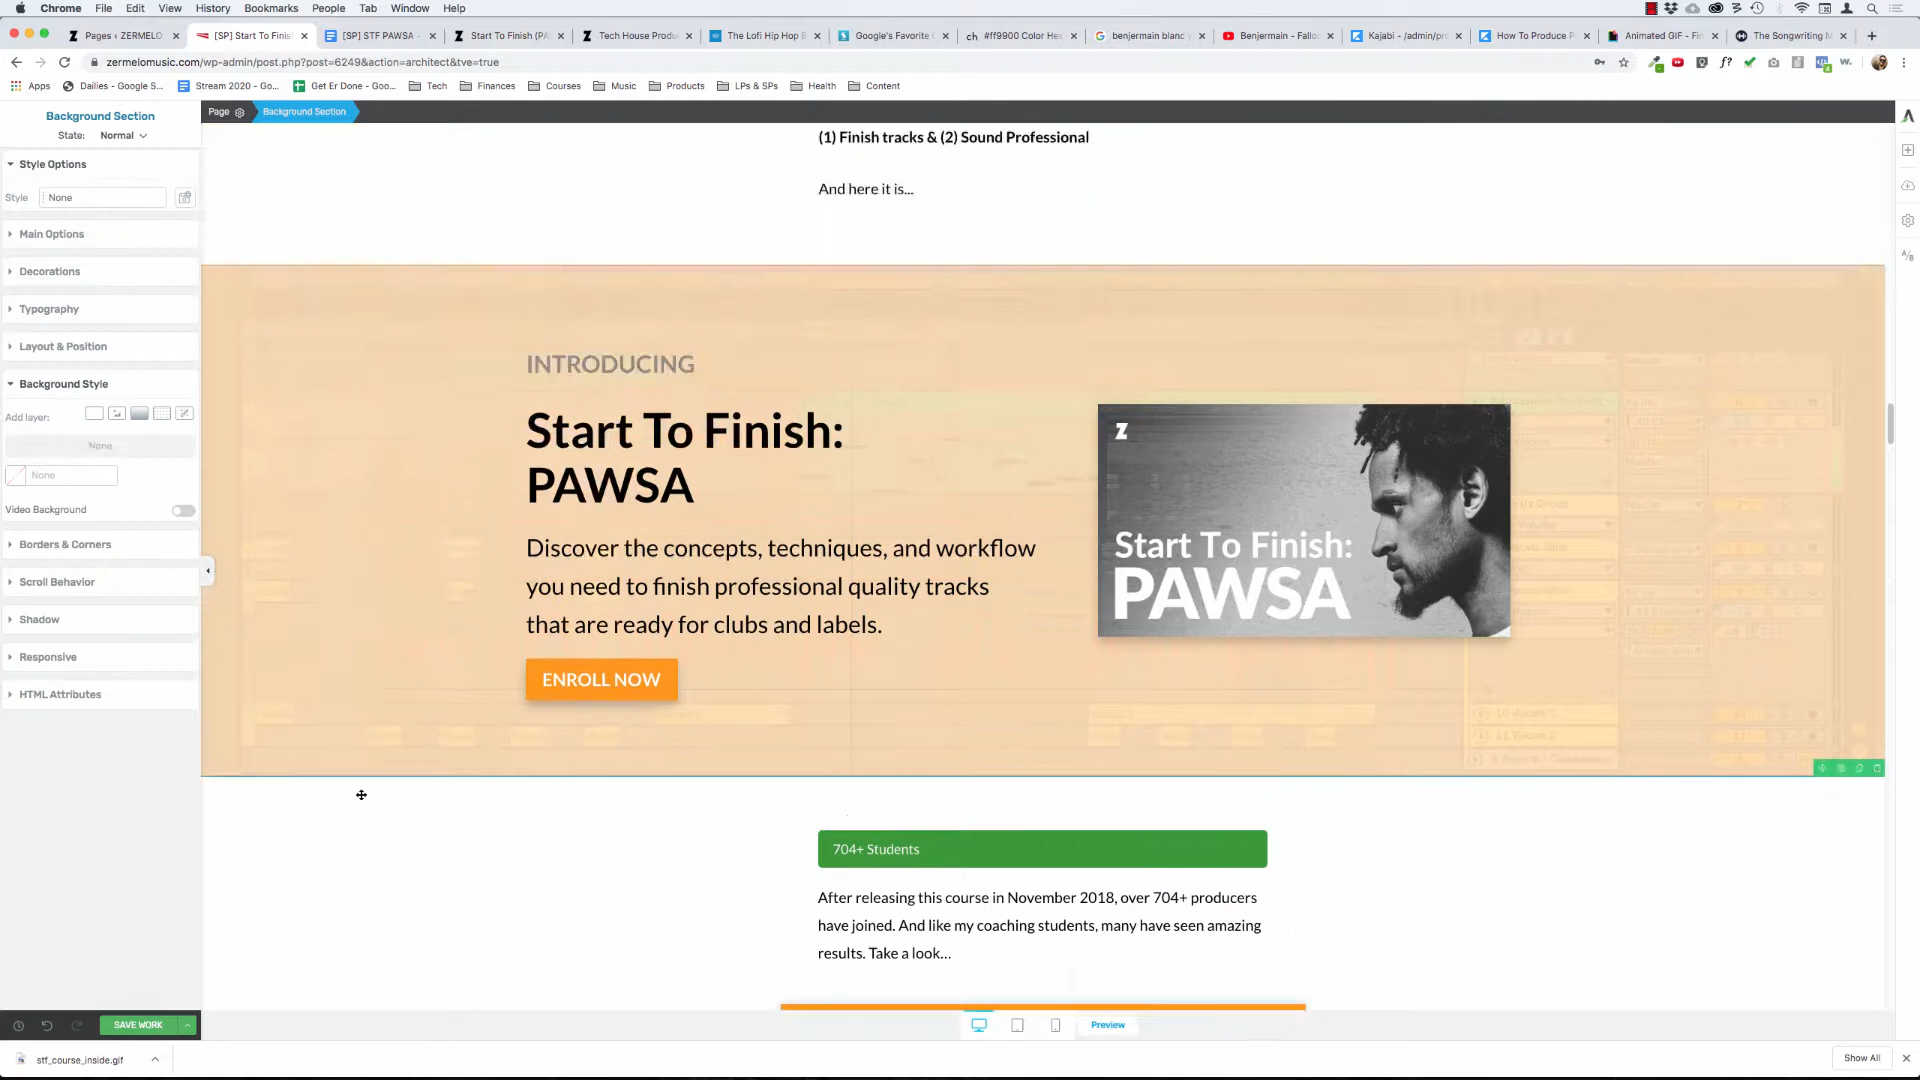 Chrome File Edit View History Bookmarks People Tab Window Help
Pages ‹ ZERMELO
[SP] Start To Finis
[SP] STF PAWSA -
Start To Finish (PA
Tech House Produ
The Lofi Hip Hop B
Google's Favorite C
#ff9900 Color Hex
benjermain blanc y
Benjermain - Fallo
Kajabi - /admin/pro
How To Produce P
Animated GIF - Fin
The Songwriting M
zermelomusic.com/wp-admin/post.php?post=6249&action=architect&tve=true
Apps
Dailies - Google S...
Stream 2020 - Go...
Get Er Done - Goo...
Tech
Finances
Courses
Music
Products
LPs & SPs
Health
Content
Background Section
State: Normal
Style Options
Style None
Main Options
Decorations
Typography
Layout & Position
Background Style
Add layer:
None
None
Video Background
Borders & Corners
Scroll Behavior
Shadow
Responsive
HTML Attributes
SAVE WORK
Page
Background Section
(1) Finish tracks & (2) Sound Professional
And here it is...
INTRODUCING
Start To Finish:
PAWSA
Discover the concepts, techniques, and workflow
you need to finish professional quality tracks
that are ready for clubs and labels.
ENROLL NOW
Z
Start To Finish:
PAWSA
704+ Students
After releasing this course in November 2018, over 704+ producers
have joined. And like my coaching students, many have seen amazing
results. Take a look...
Preview
stf_course_inside.gif
Show All